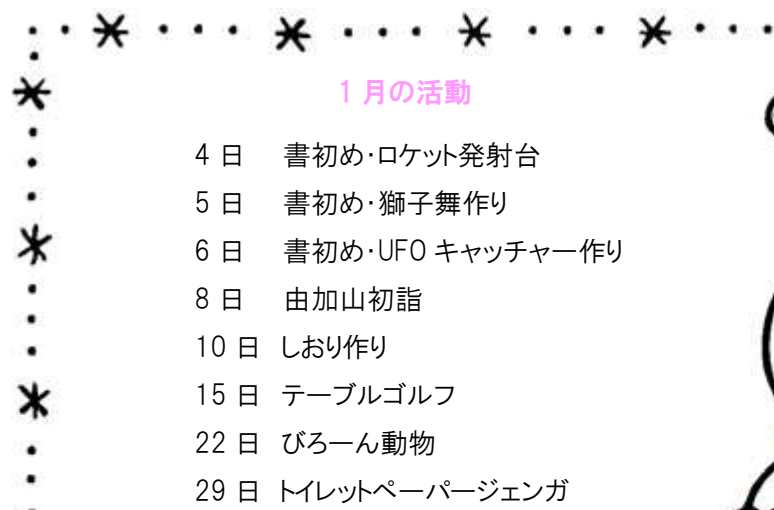 1月の活動
4日 書初め・ロケット発射台
5日 書初め・獅子舞作り
6日 書初め・UFOキャッチャー作り
8日 由加山初詣
10日 しおり作り
15日 テーブルゴルフ
22日 びろーん動物
29日 トイレットペーパージェンガ